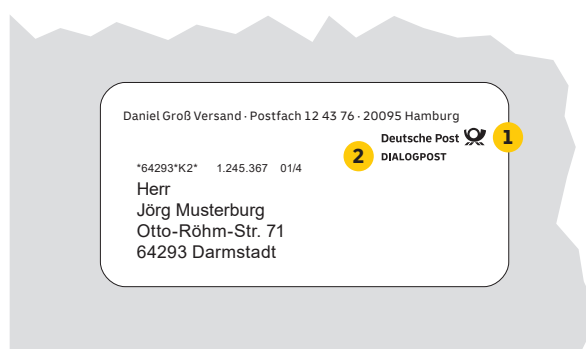 Daniel Groß Versand · Postfach 12 43 76 · 20095 Hamburg
Deutsche Post 1
2 DIALOGPOST
*64293*K2* 1.245.367 01/4
Herr
Jörg Musterburg
Otto-Röhm-Str. 71
64293 Darmstadt